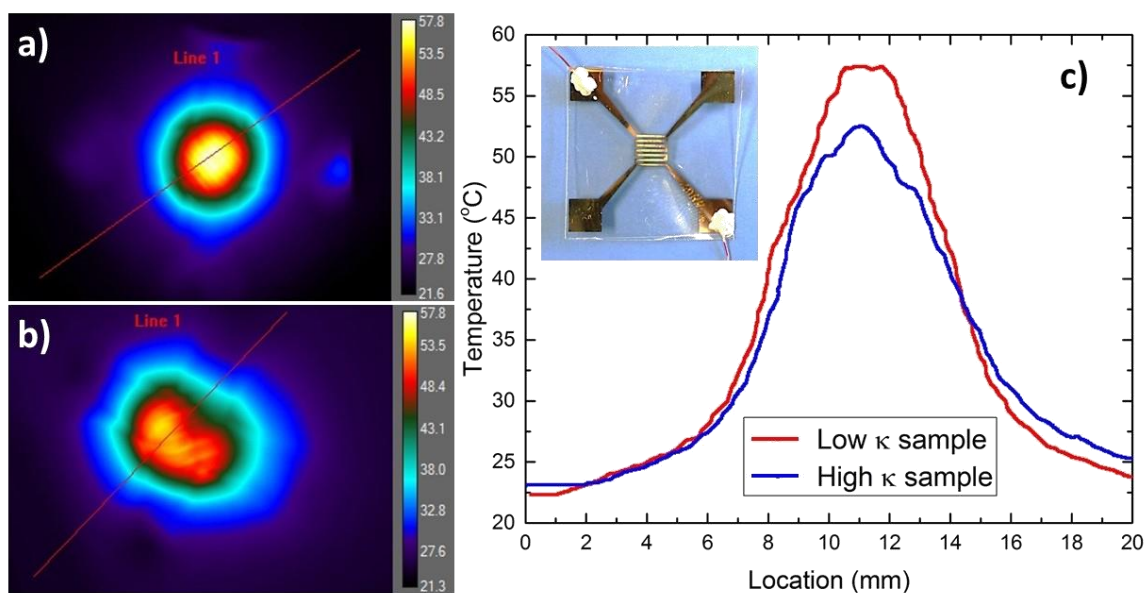 a)
Line 1
57.8
53.5
48.5
43.2
38.1
33.1
27.7
21.6
b)
Line 1
57.8
53.5
48.4
43.1
38.0
32.9
27.6
21.3
c)
Temperature (°C)
60
55
50
45
40
35
30
25
20
Low κ sample
High κ sample
0 2 4 6 8 10 12 14 16 18 20
Location (mm)